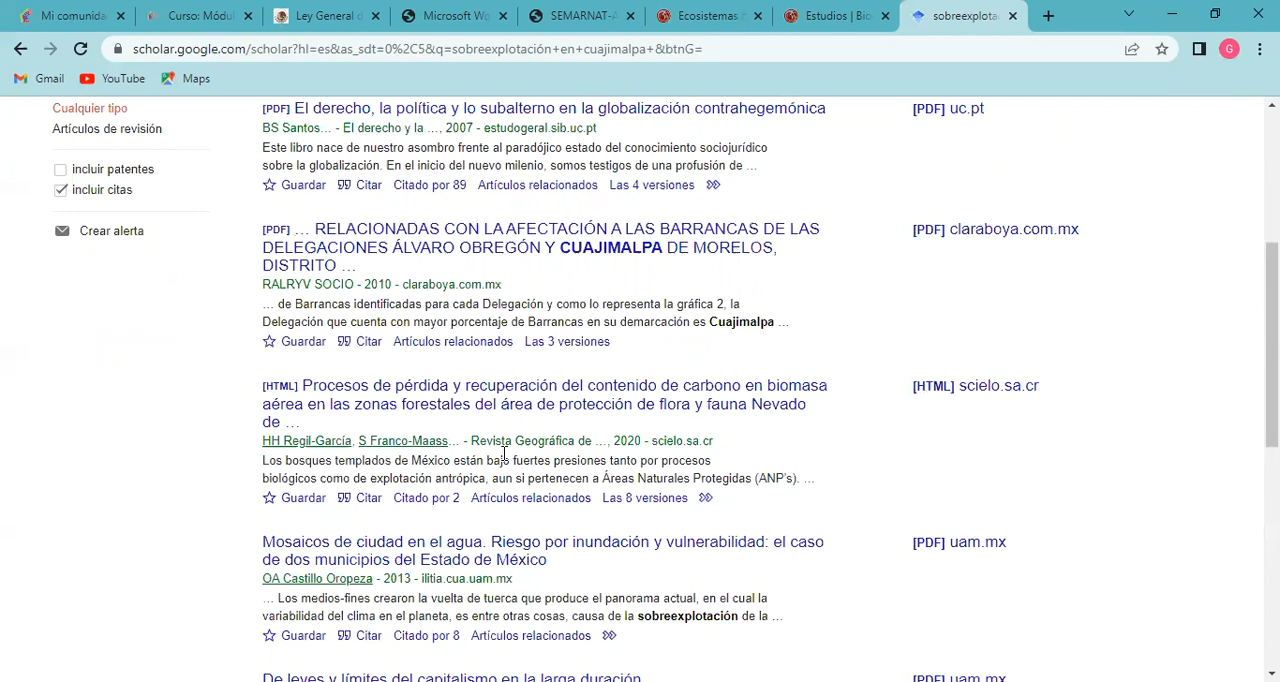 Mi comunidad
Curso: Módul
Ley General d
Microsoft Wo
SEMARNAT-
Ecosistemas
Estudios | Bio
sobreexplota
scholar.google.com/scholar?hl=es&as_sdt=0%2C5&q=sobreexplotación+en+cuajimalpa+&btnG=
G
Gmail
YouTube
Maps
Cualquier tipo
Artículos de revisión
incluir patentes
incluir citas
Crear alerta
[PDF] El derecho, la política y lo subalterno en la globalización contrahegemónica
[PDF] uc.pt
BS Santos… - El derecho y la …, 2007 - estudogeral.sib.uc.pt
Este libro nace de nuestro asombro frente al paradójico estado del conocimiento sociojurídico
sobre la globalización. En el inicio del nuevo milenio, somos testigos de una profusión de …
Guardar Citar Citado por 89 Artículos relacionados Las 4 versiones
[PDF] … RELACIONADAS CON LA AFECTACIÓN A LAS BARRANCAS DE LAS
DELEGACIONES ÁLVARO OBREGÓN Y CUAJIMALPA DE MORELOS,
DISTRITO …
[PDF] claraboya.com.mx
RALRYV SOCIO - 2010 - claraboya.com.mx
… de Barrancas identificadas para cada Delegación y como lo representa la gráfica 2, la
Delegación que cuenta con mayor porcentaje de Barrancas en su demarcación es Cuajimalpa …
Guardar Citar Artículos relacionados Las 3 versiones
[HTML] Procesos de pérdida y recuperación del contenido de carbono en biomasa
aérea en las zonas forestales del área de protección de flora y fauna Nevado
de …
[HTML] scielo.sa.cr
HH Regil-García, S Franco-Maass… - Revista Geográfica de …, 2020 - scielo.sa.cr
Los bosques templados de México están bajo fuertes presiones tanto por procesos
biológicos como de explotación antrópica, aun si pertenecen a Áreas Naturales Protegidas (ANP's). …
Guardar Citar Citado por 2 Artículos relacionados Las 8 versiones
Mosaicos de ciudad en el agua. Riesgo por inundación y vulnerabilidad: el caso
de dos municipios del Estado de México
[PDF] uam.mx
OA Castillo Oropeza - 2013 - ilitia.cua.uam.mx
… Los medios-fines crearon la vuelta de tuerca que produce el panorama actual, en el cual la
variabilidad del clima en el planeta, es entre otras cosas, causa de la sobreexplotación de la …
Guardar Citar Citado por 8 Artículos relacionados
De leyes y límites del capitalismo en la larga duración
[PDF] uam.mx